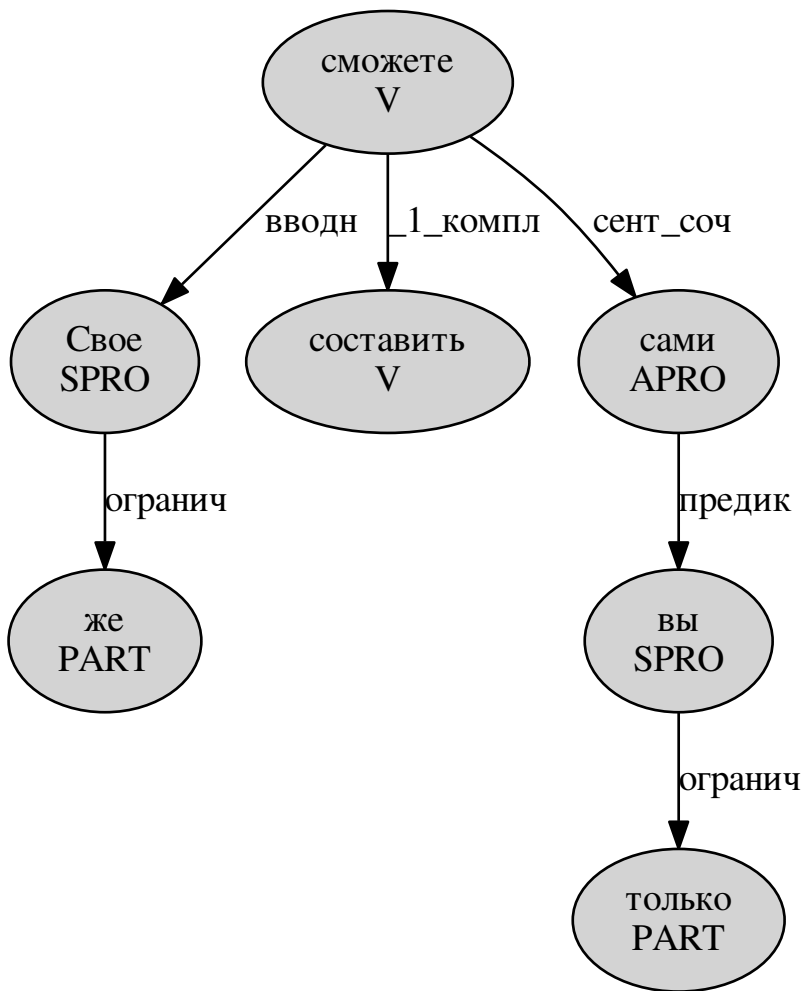 сможете
V
вводн
_1_компл
сент_соч
Свое
SPRO
составить
V
сами
APRO
огранич
предик
же
PART
вы
SPRO
огранич
только
PART